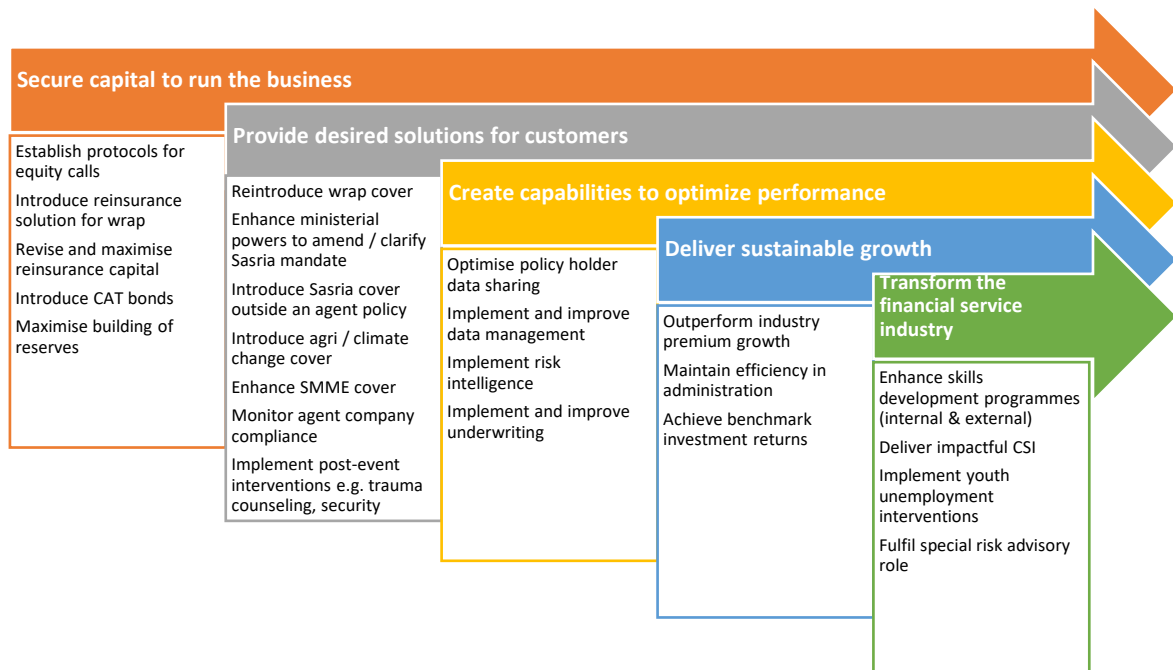 Secure capital to run the business
Establish protocols for
equity calls
Introduce reinsurance
solution for wrap
Revise and maximise
reinsurance capital
Introduce CAT bonds
Maximise building of
reserves
Provide desired solutions for customers
Reintroduce wrap cover
Enhance ministerial
powers to amend / clarify
Sasria mandate
Introduce Sasria cover
outside an agent policy
Introduce agri / climate
change cover
Enhance SMME cover
Monitor agent company
compliance
Implement post-event
interventions e.g. trauma
counseling, security
Create capabilities to optimize performance
Optimise policy holder
data sharing
Implement and improve
data management
Implement risk
intelligence
Implement and improve
underwriting
Deliver sustainable growth
Outperform industry
premium growth
Maintain efficiency in
administration
Achieve benchmark
investment returns
Transform the
financial service
industry
Enhance skills
development programmes
(internal & external)
Deliver impactful CSI
Implement youth
unemployment
interventions
Fulfil special risk advisory
role